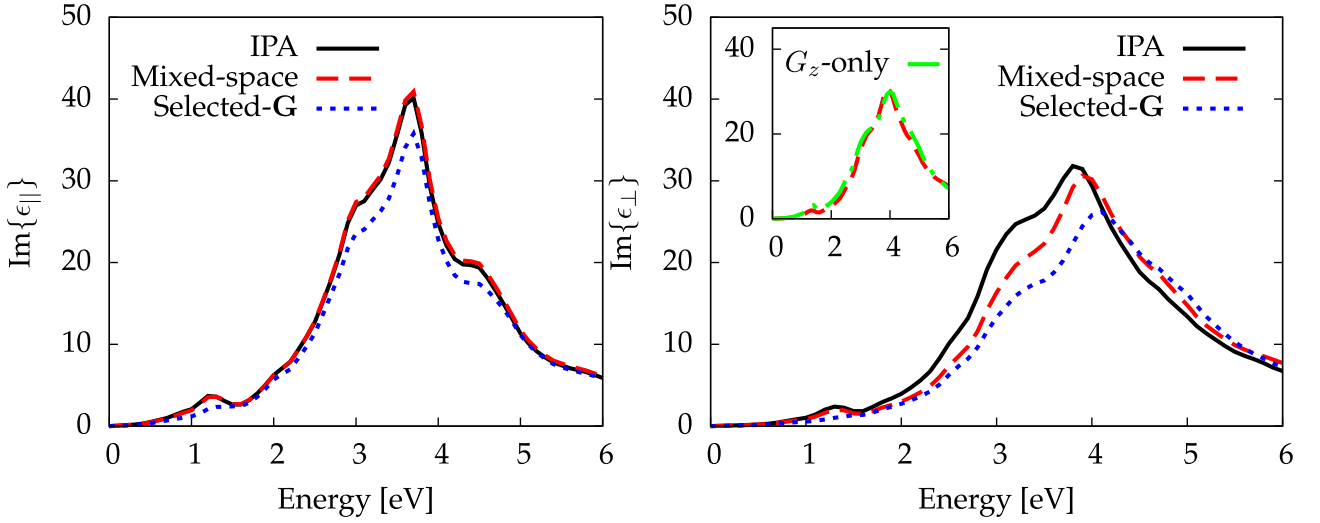 50
40
30
20
10
0
Im{ϵ||}
IPA
Mixed-space
Selected-G
0 1 2 3 4 5 6
Energy [eV]
50
40
30
20
10
0
Im{ϵ⊥}
IPA
Mixed-space
Selected-G
40
20
0
Gz-only
0 2 4 6
0 1 2 3 4 5 6
Energy [eV]